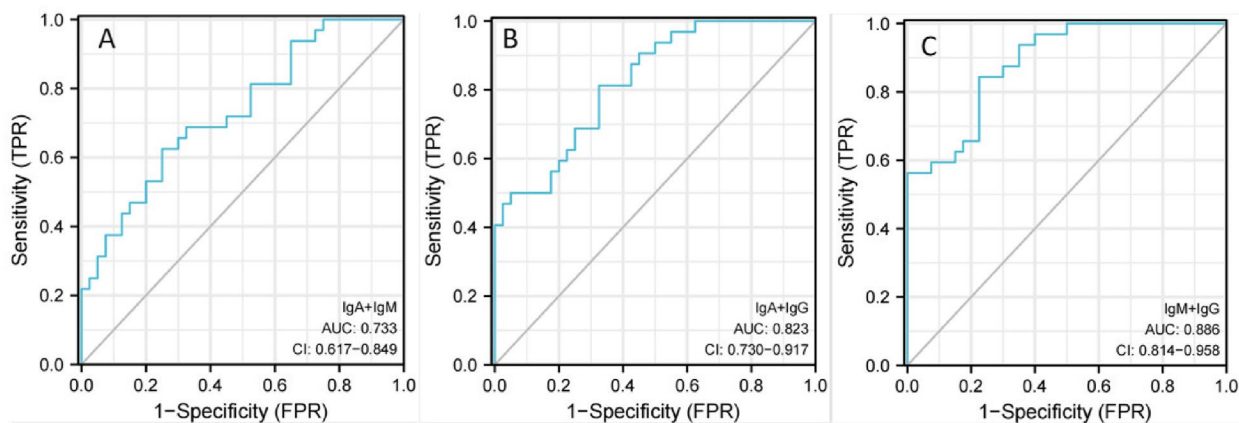 A
Sensitivity (TPR)
1.0
0.8
0.6
0.4
0.2
0.0
IgA+IgM
AUC: 0.733
CI: 0.617−0.849
0.0 0.2 0.4 0.6 0.8 1.0
1−Specificity (FPR)
B
Sensitivity (TPR)
1.0
0.8
0.6
0.4
0.2
0.0
IgA+IgG
AUC: 0.823
CI: 0.730−0.917
0.0 0.2 0.4 0.6 0.8 1.0
1−Specificity (FPR)
C
Sensitivity (TPR)
1.0
0.8
0.6
0.4
0.2
0.0
IgM+IgG
AUC: 0.886
CI: 0.814−0.958
0.0 0.2 0.4 0.6 0.8 1.0
1−Specificity (FPR)